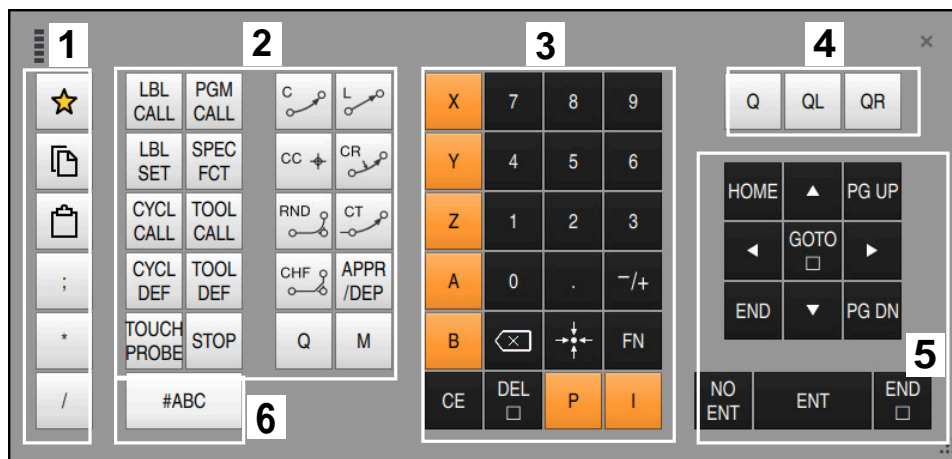 1 2 3 4
LBL CALL PGM CALL C L X 7 8 9 Q QL QR
LBL SET SPEC FCT CC CR Y 4 5 6
HOME PG UP
CYCL CALL TOOL CALL RND CT Z 1 2 3
GOTO
; CYCL DEF TOOL DEF CHF APPR /DEP A 0 . -/+
END PG DN
* TOUCH PROBE STOP Q M B FN
5
/ #ABC 6 CE DEL P I NO ENT ENT END